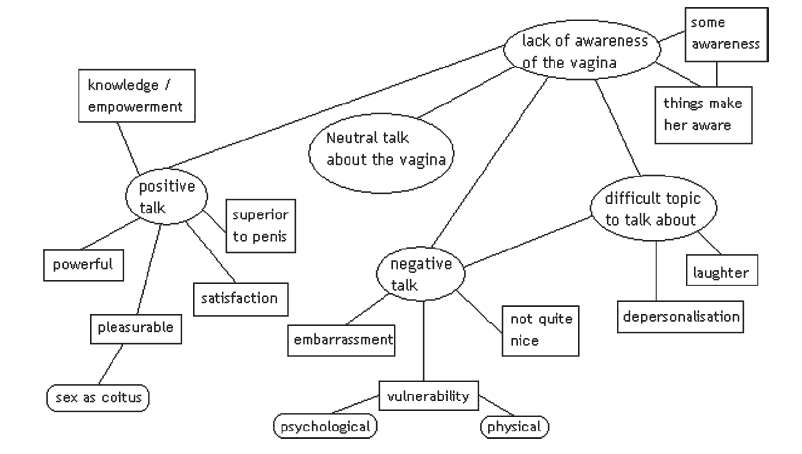 lack of awareness
of the vagina
some
awareness
things make
her aware
knowledge /
empowerment
Neutral talk
about the vagina
positive
talk
superior
to penis
powerful
satisfaction
pleasurable
sex as coitus
difficult topic
to talk about
laughter
depersonalisation
negative
talk
embarrassment
not quite
nice
vulnerability
psychological
physical